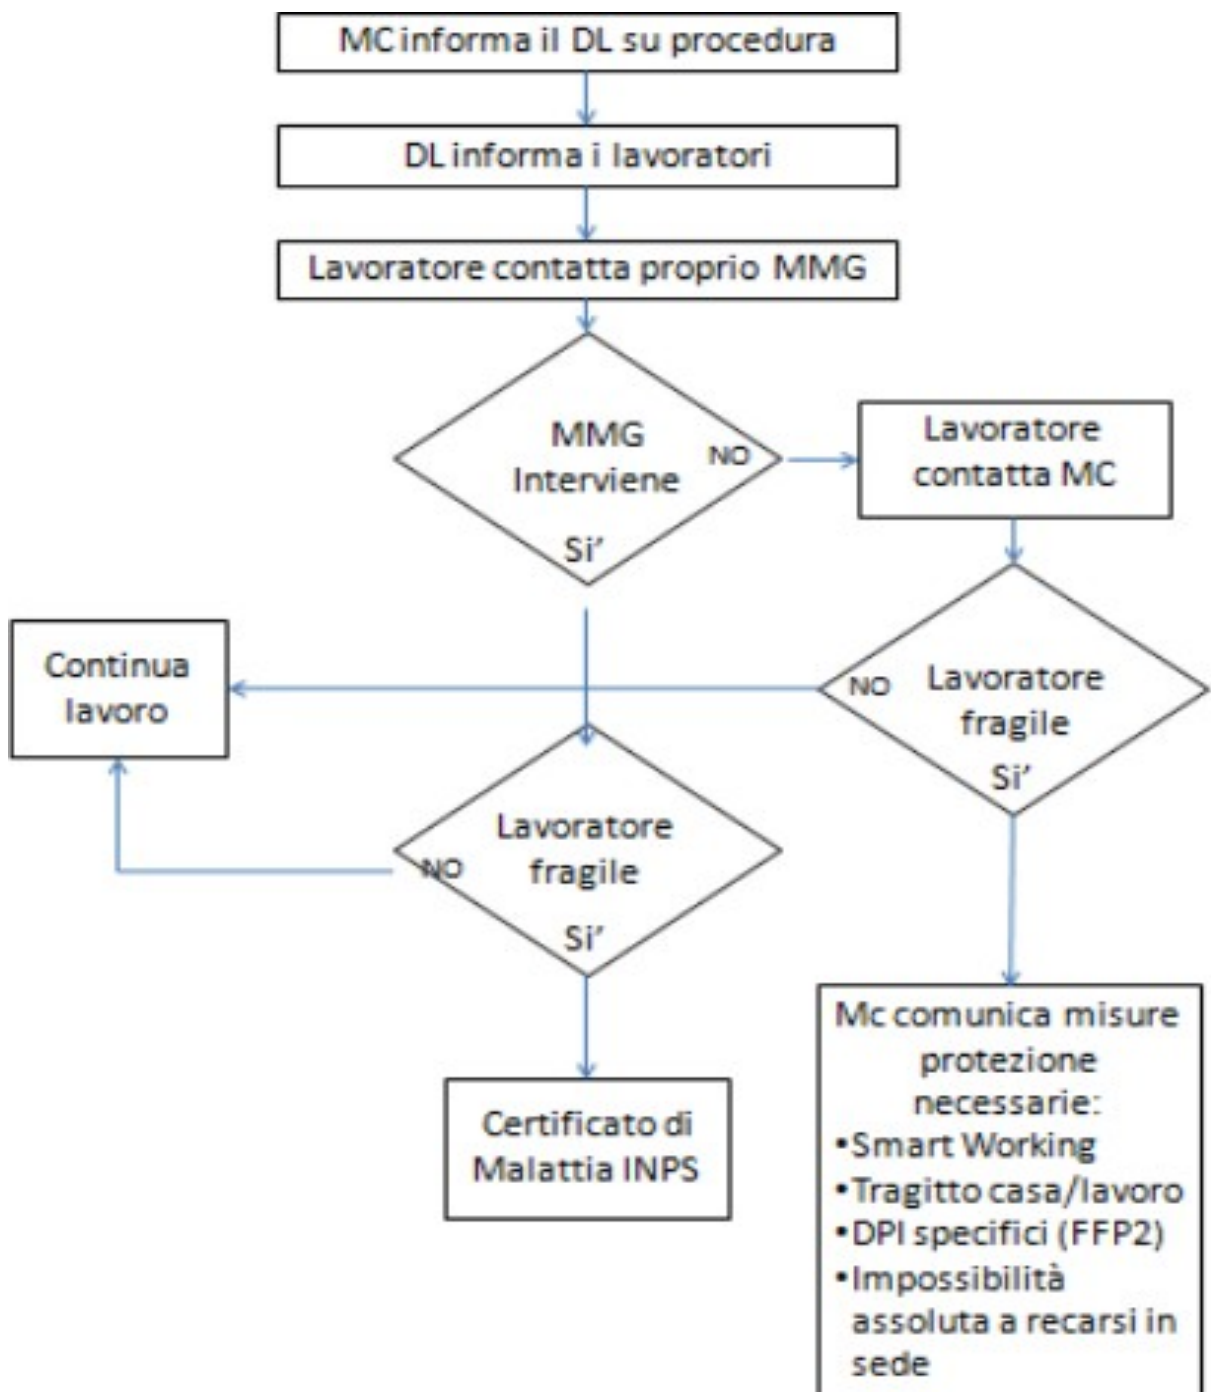 MC informa il DL su procedura
DL informa i lavoratori
Lavoratore contatta proprio MMG
MMG
Interviene
NO
Si'
Lavoratore
contatta MC
Continua
lavoro
NO
Lavoratore
fragile
Si'
Lavoratore
fragile
NO
Si'
Certificato di
Malattia INPS
Mc comunica misure
protezione
necessarie:
•Smart Working
•Tragitto casa/lavoro
•DPI specifici (FFP2)
•Impossibilità
assoluta a recarsi in
sede